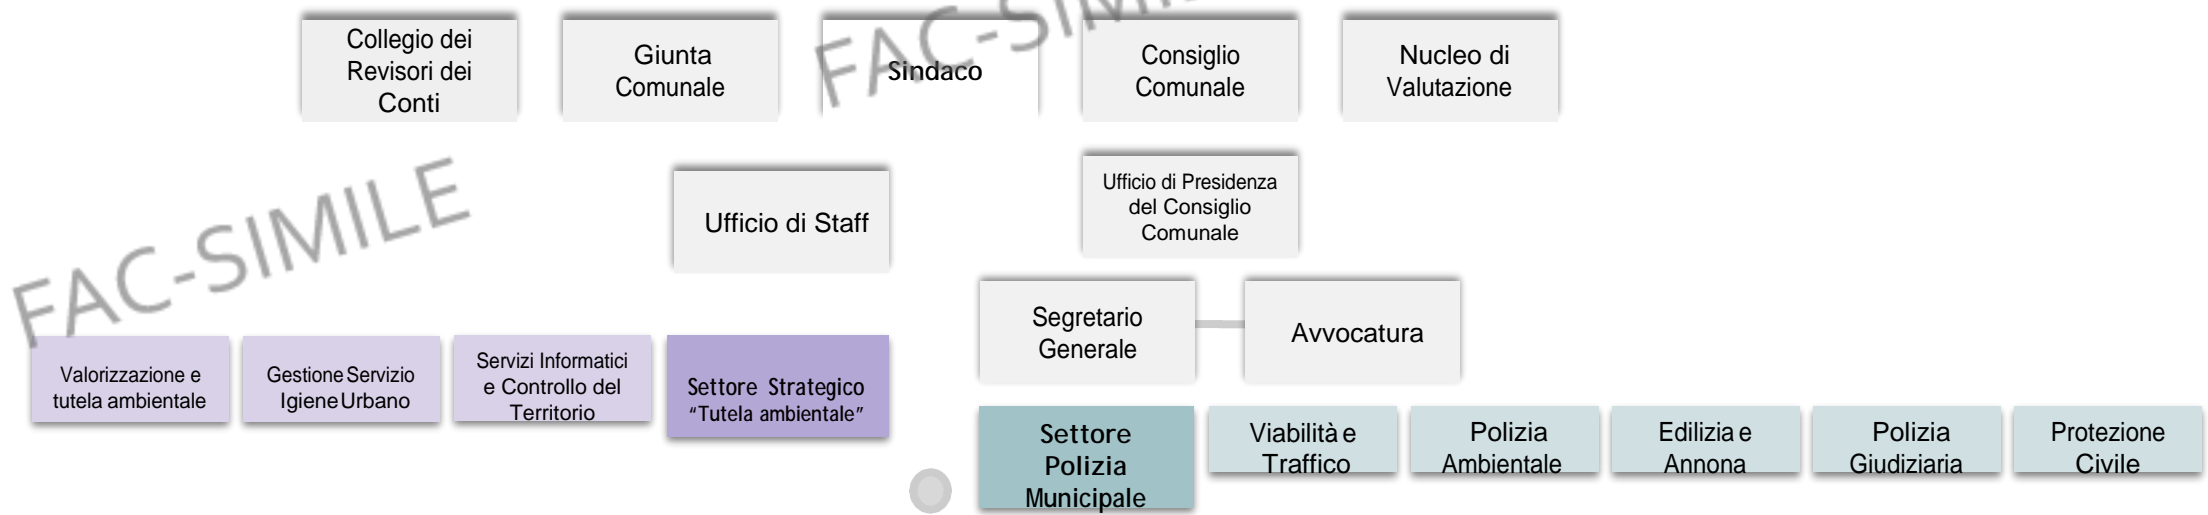 Collegio dei
Revisori dei
Conti
Giunta
Comunale
Sindaco
Consiglio
Comunale
Nucleo di
Valutazione
FAC-SIMILE
Ufficio di Staff
Ufficio di Presidenza
del Consiglio
Comunale
FAC-SIMILE
Segretario
Generale
Avvocatura
Valorizzazione e
tutela ambientale
Gestione Servizio
Igiene Urbano
Servizi Informatici
e Controllo del
Territorio
Settore Strategico
“Tutela ambientale”
Settore
Polizia
Municipale
Viabilità e
Traffico
Polizia
Ambientale
Edilizia e
Annona
Polizia
Giudiziaria
Protezione
Civile